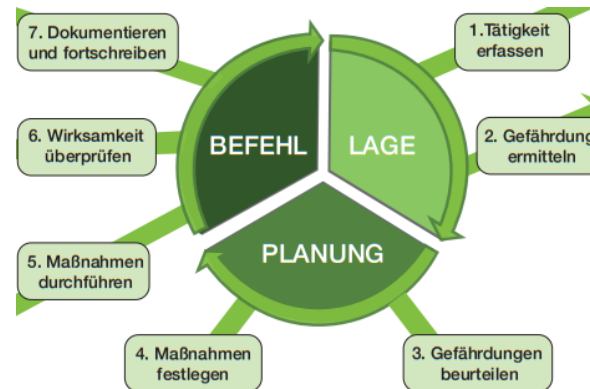 7. Dokumentieren
und fortschreiben
1.Tätigkeit
erfassen
6. Wirksamkeit
überprüfen
BEFEHL
LAGE
2. Gefährdung
ermitteln
PLANUNG
5. Maßnahmen
durchführen
4. Maßnahmen
festlegen
3. Gefährdungen
beurteilen